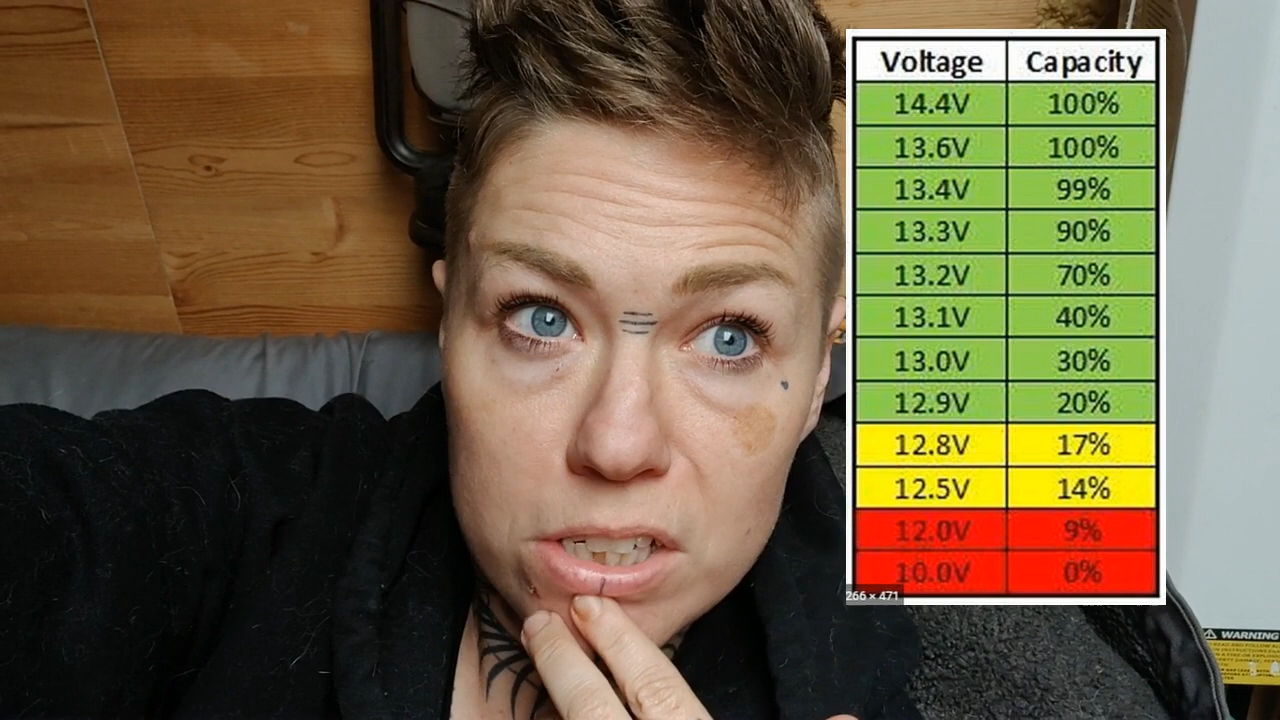 Voltage Capacity
14.4V 100%
13.6V 100%
13.4V 99%
13.3V 90%
13.2V 70%
13.1V 40%
13.0V 30%
12.9V 20%
12.8V 17%
12.5V 14%
12.0V 9%
10.0V 0%
266 × 471
WARNING